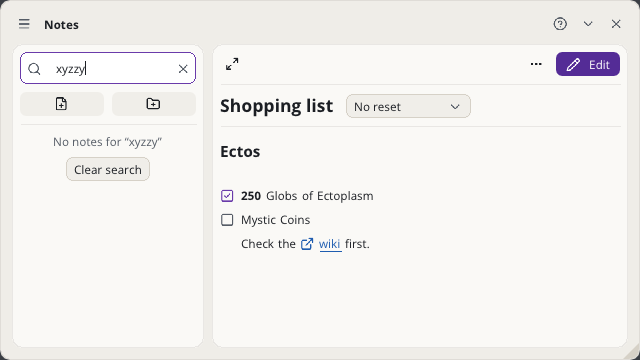 Notes
xyzzy
Edit
Shopping list
No reset
No notes for “xyzzy”
Clear search
Ectos
250 Globs of Ectoplasm
Mystic Coins
Check the wiki first.